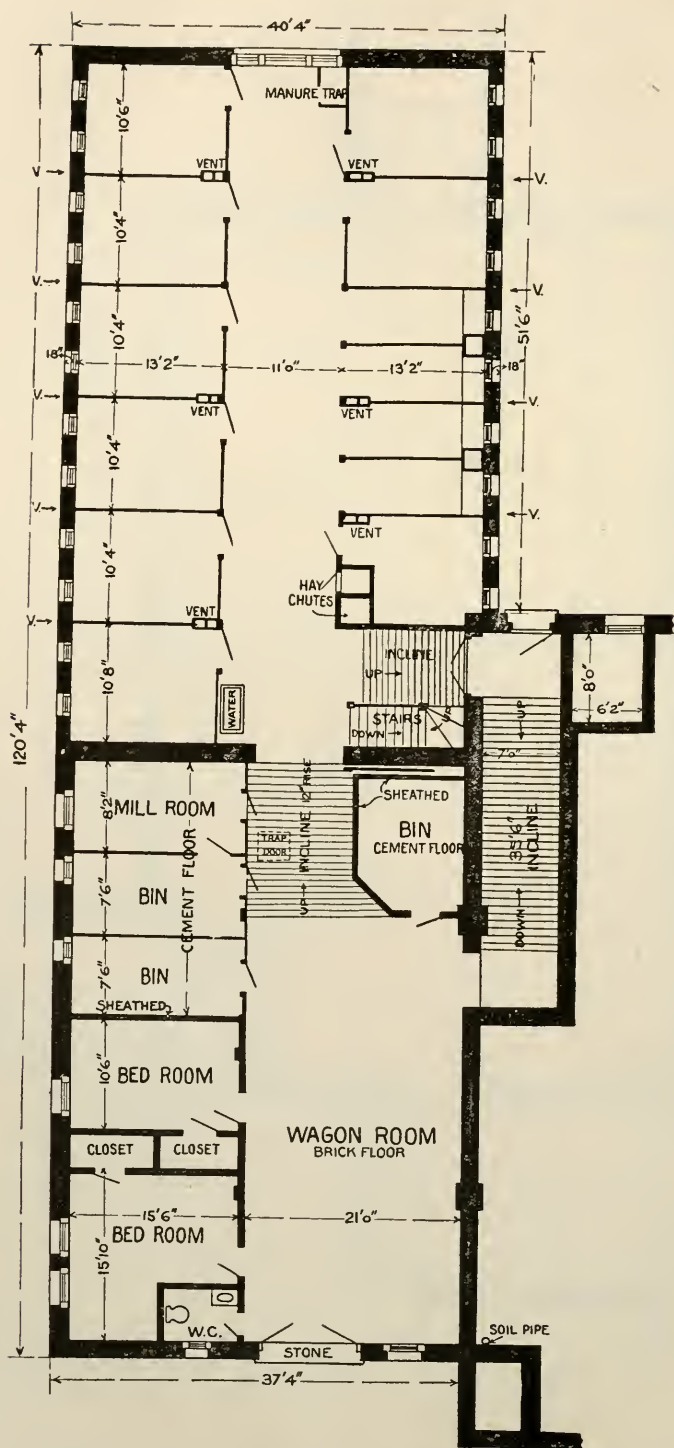 40'4"
MANURE TRAP
10'6"
VENT
VENT
V
V.
10'4"
V.
V.
10'4"
51'6"
18"
13'2"
11'0"
13'2"
18"
V.
V.
VENT
VENT
10'4"
V.
V.
VENT
10'4"
HAY
CHUTES
VENT
V.
INCLINE
UP
10'8"
WATER
STAIRS
DOWN
UP
UP
8'0"
6'2"
7'0"
120'4"
MILL ROOM
8'2"
CEMENT FLOOR
INCLINE 12" RISE
UP
TRAP
DOOR
SHEATHED
BIN
CEMENT FLOOR
35'6"
INCLINE
DOWN
BIN
7'6"
BIN
7'6"
SHEATHED
BED ROOM
10'6"
WAGON ROOM
BRICK FLOOR
CLOSET
CLOSET
15'6"
21'0"
BED ROOM
15'10"
W.C.
STONE
SOIL PIPE
37'4"